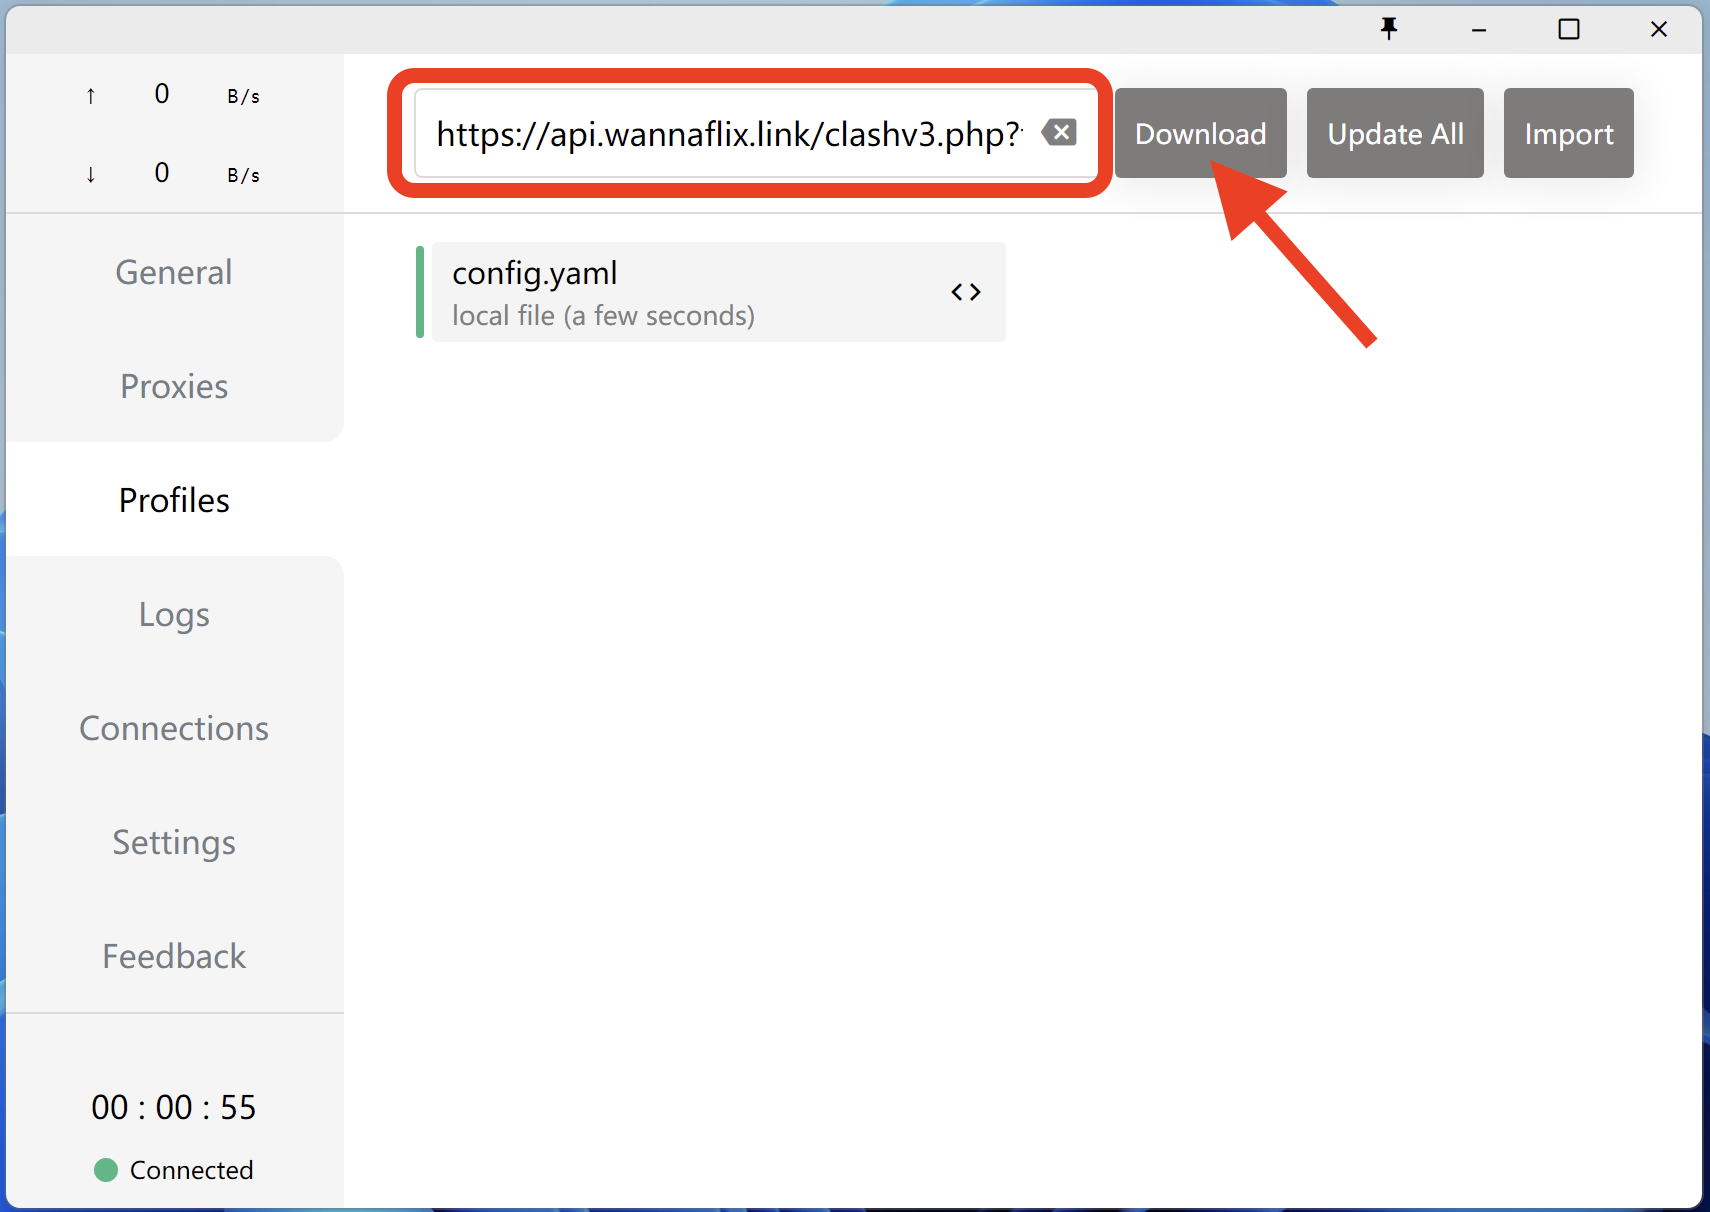 ↑ 0 B/s
↓ 0 B/s
https://api.wannaflix.link/clashv3.php?
Download
Update All
Import
General
Proxies
Profiles
Logs
Connections
Settings
Feedback
config.yaml
local file (a few seconds)
00 : 00 : 55
Connected